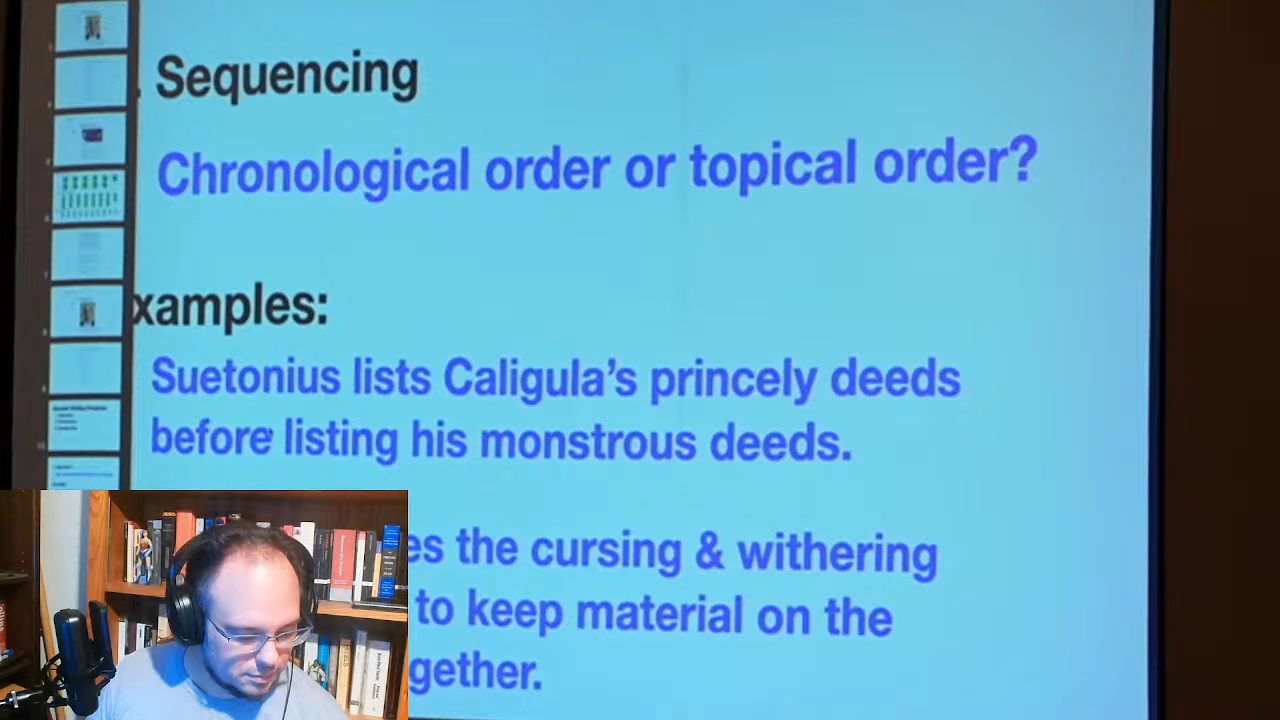 Sequencing
Chronological order or topical order?
xamples:
Suetonius lists Caligula’s princely deeds
before listing his monstrous deeds.
es the cursing & withering
to keep material on the
gether.